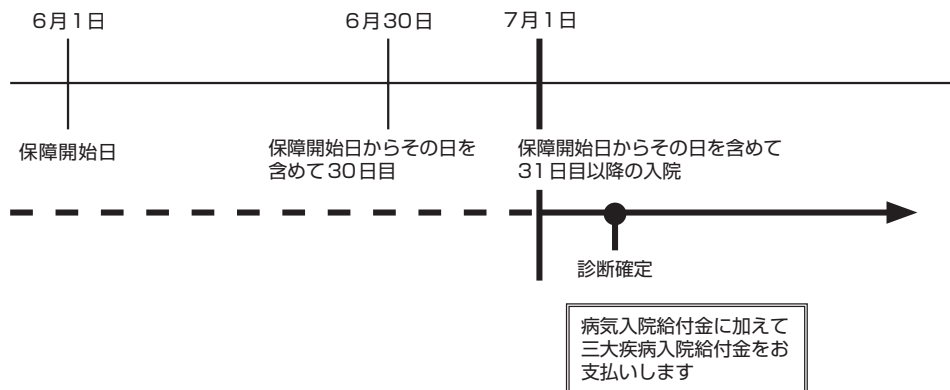 6月1日
6月30日
7月1日
保障開始日
保障開始日からその日を
含めて30日目
保障開始日からその日を含めて
31日目以降の入院
診断確定
病気入院給付金に加えて
三大疾病入院給付金をお
支払いします